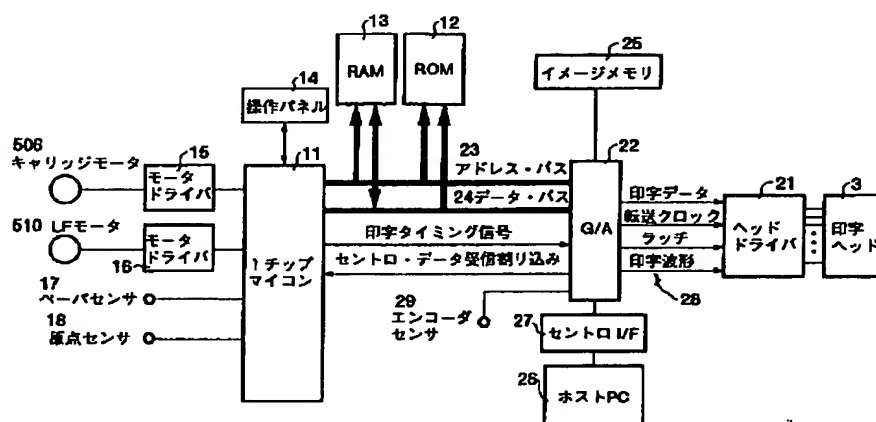 13
12
25
RAM
ROM
イメージメモリ
14
操作パネル
506
キャリッジモータ
15
モータ
ドライバ
11
1チップ
マイコン
23
アドレス・バス
24データ・バス
22
G/A
印字データ
転送クロック
ラッチ
印字波形
28
21
ヘッド
ドライバ
3
印字
ヘッド
510 LFモータ
モータ
ドライバ
16
印字タイミング信号
セントロ・データ受信割り込み
17
ペーパセンサ
18
原点センサ
29
エンコーダ
センサ
27
セントロ I/F
26
ホストPC